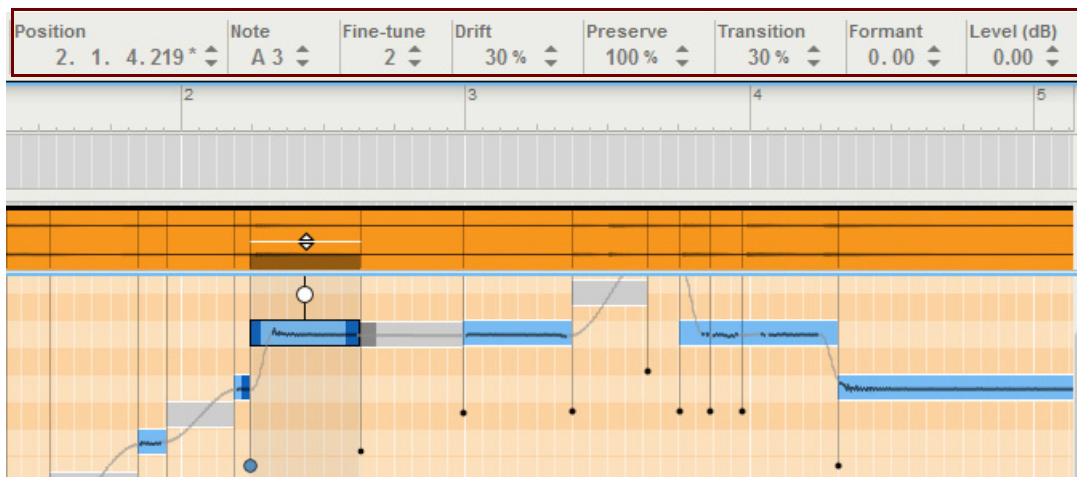 Position Note Fine-tune Drift Preserve Transition Formant Level (dB)
2. 1. 4.219 * A 3 2 30 % 100 % 30 % 0.00 0.00
2 3 4 5